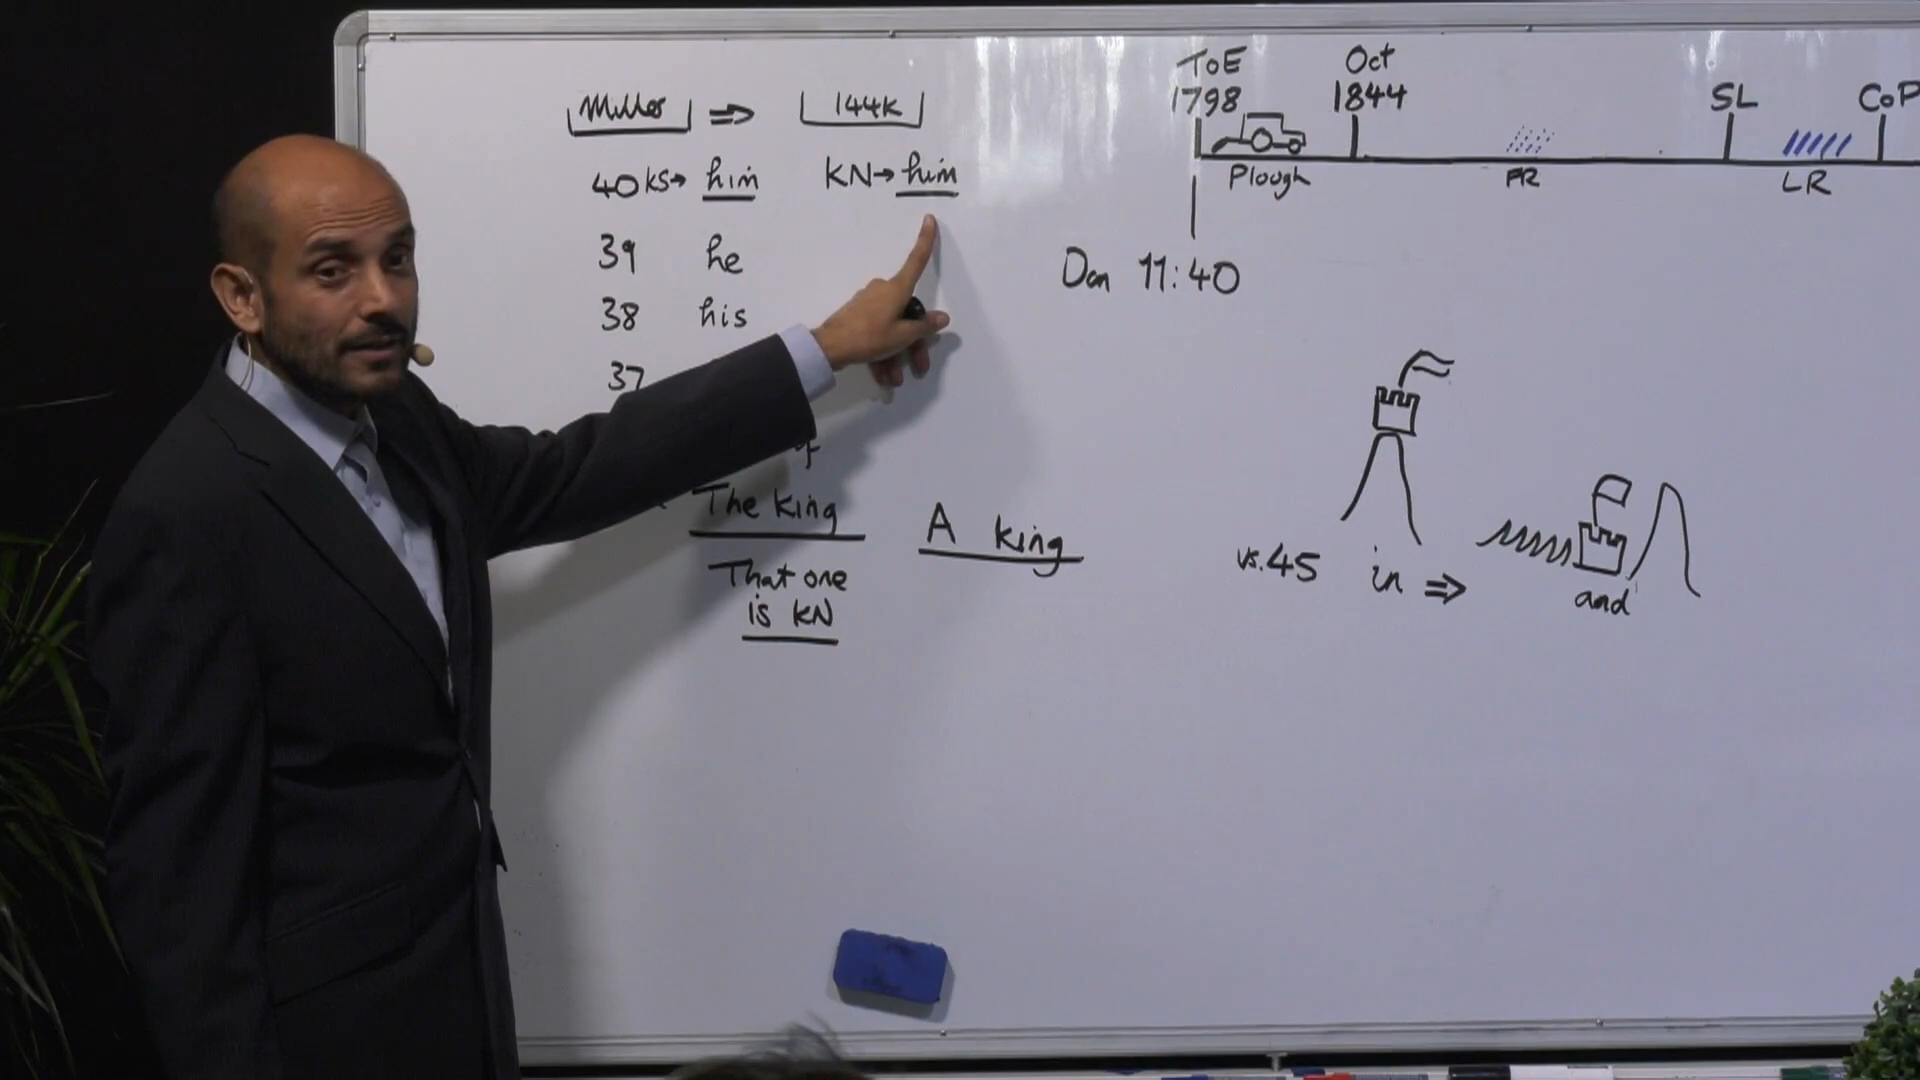 Miller ⇒ 144K
40 KS→ him KN→ him
39 he
38 his
37
The king A king
That one
is KN
ToE Oct
1798 1844 SL CoP
Plough FR LR
Dan 11:40
vs. 45 in ⇒ and